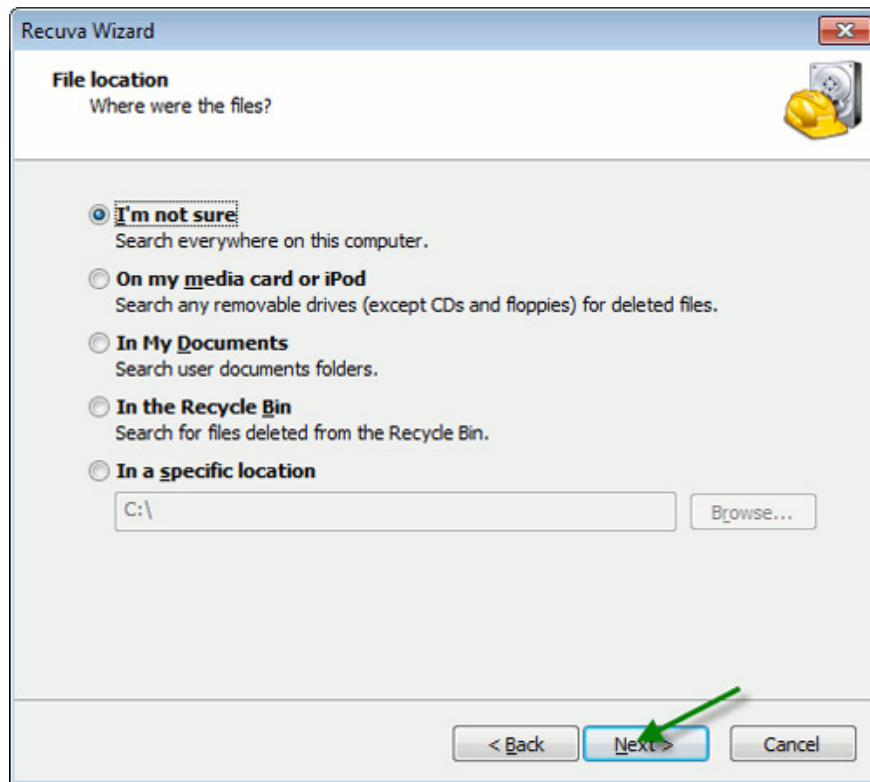 Recuva Wizard
File location
Where were the files?
I'm not sure
Search everywhere on this computer.
On my media card or iPod
Search any removable drives (except CDs and floppies) for deleted files.
In My Documents
Search user documents folders.
In the Recycle Bin
Search for files deleted from the Recycle Bin.
In a specific location
C:\
Browse...
< Back
Next >
Cancel